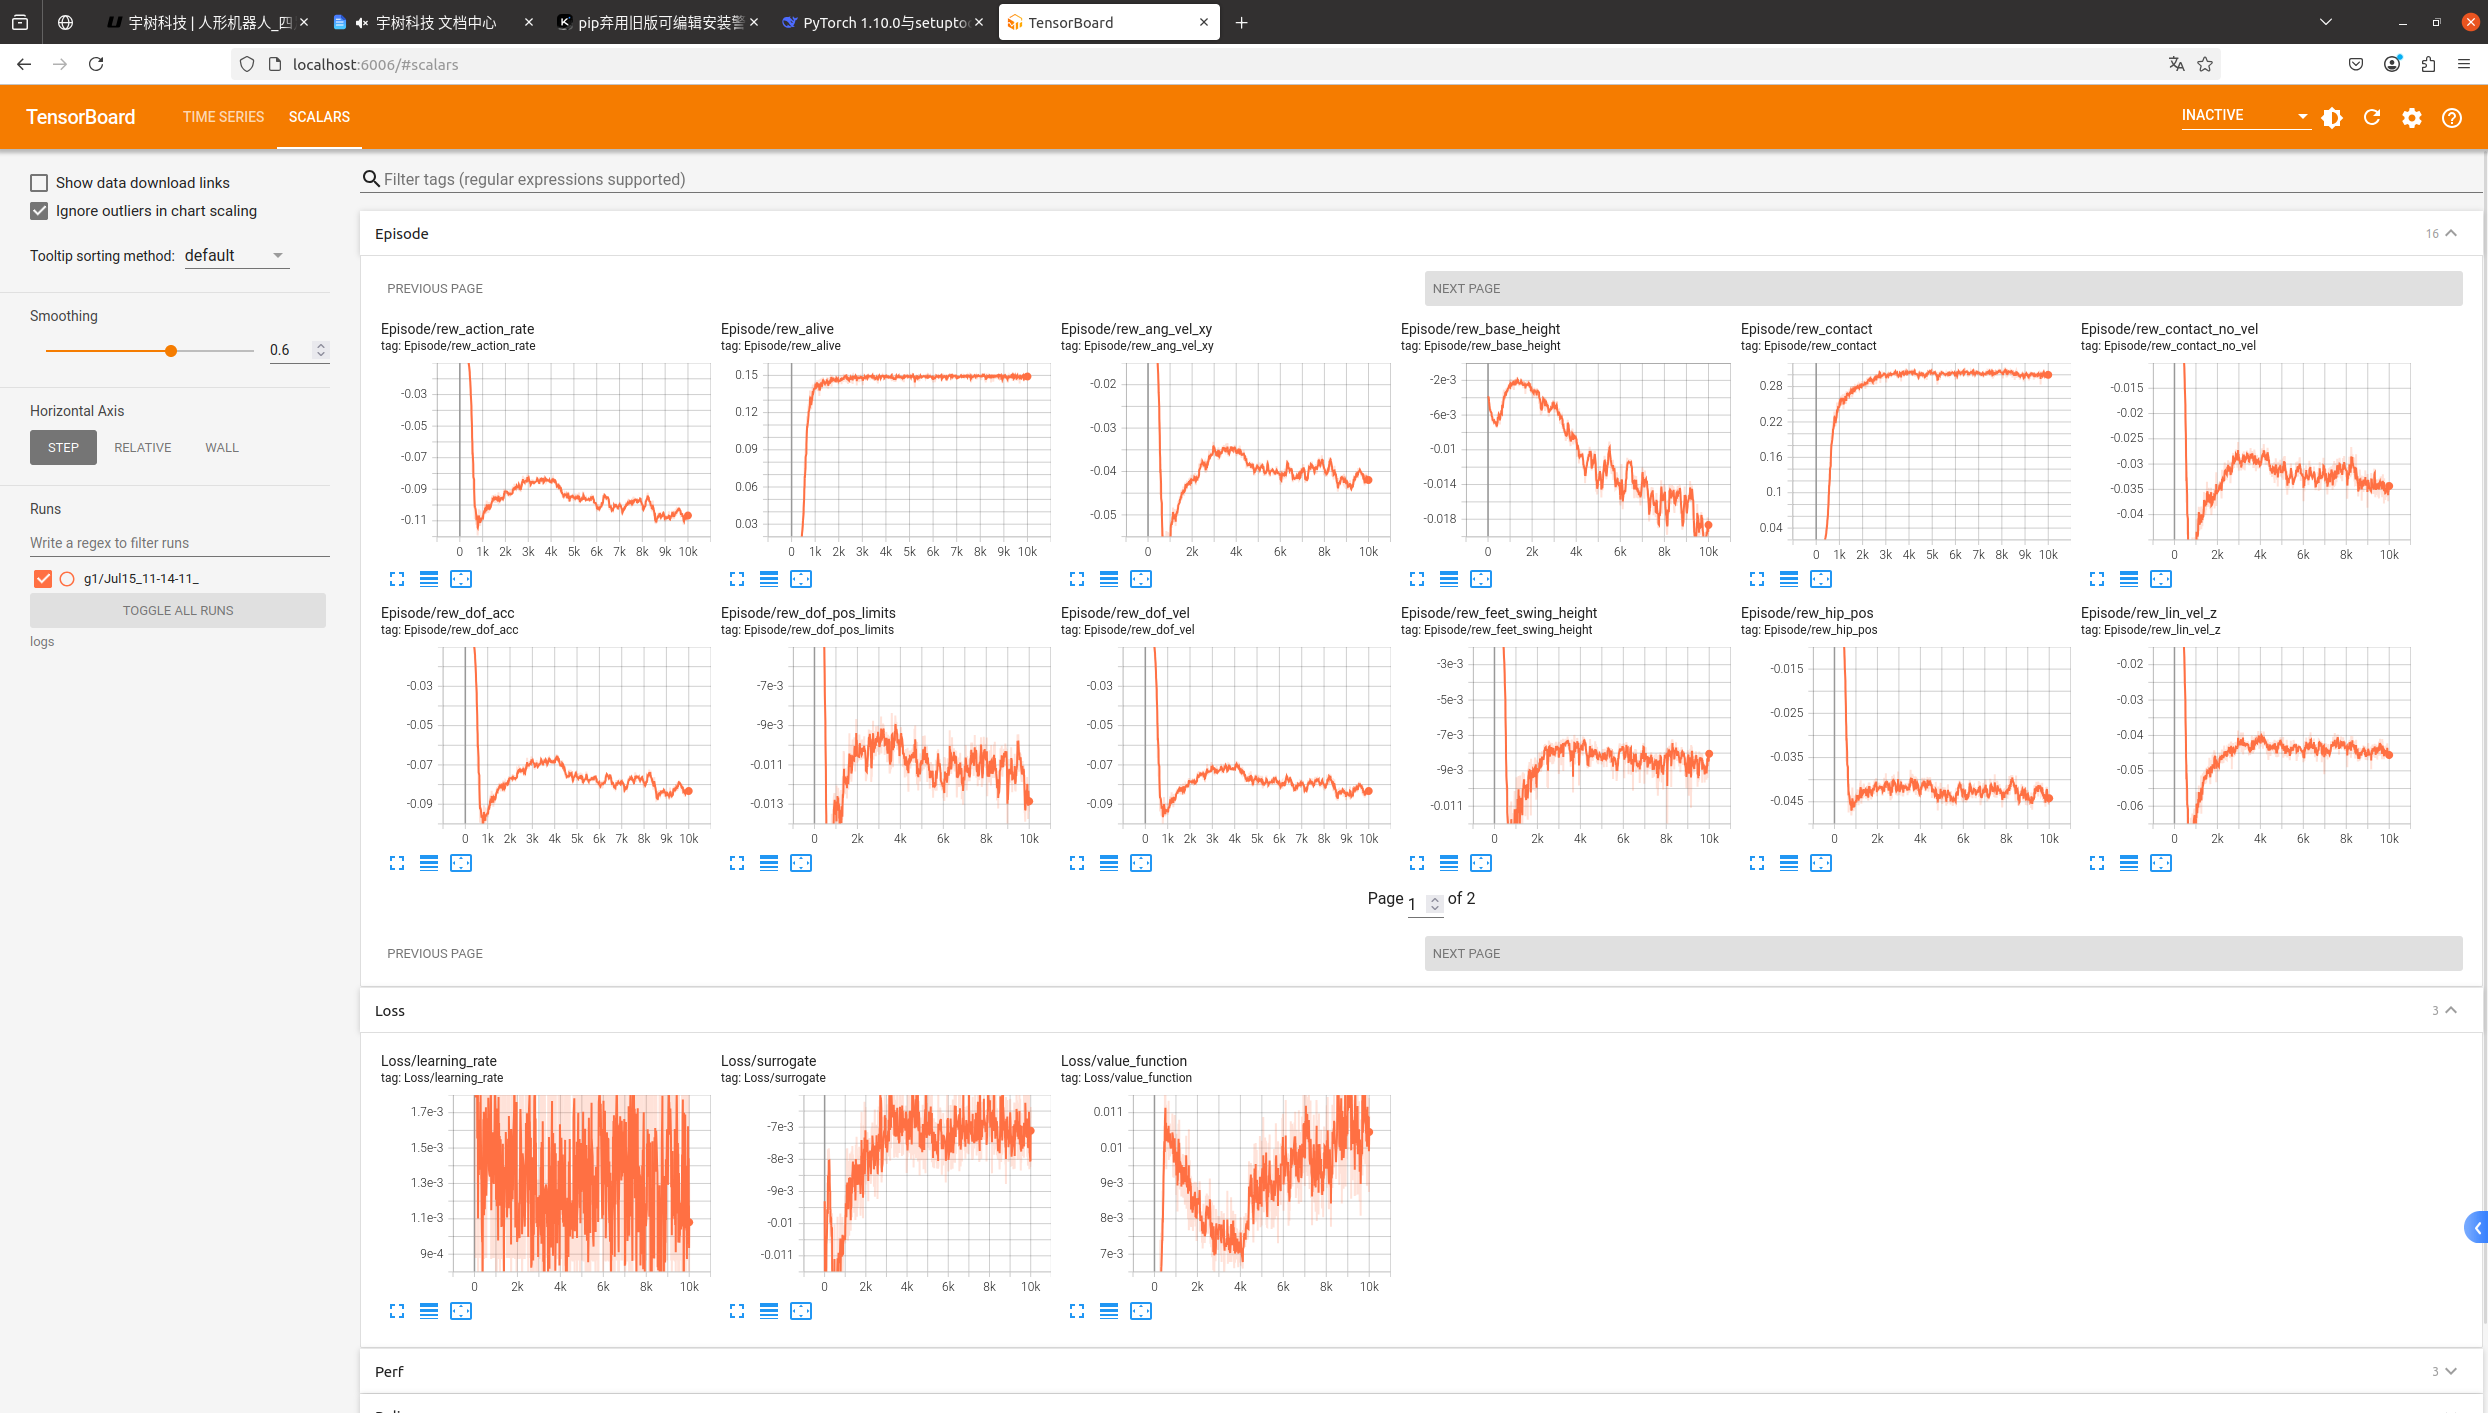 宇树科技 | 人形机器人_四
宇树科技 文档中心
pip弃用旧版可编辑安装警
PyTorch 1.10.0与setupto
TensorBoard
localhost:6006/#scalars
TensorBoard
TIME SERIES
SCALARS
INACTIVE
Show data download links
Ignore outliers in chart scaling
Tooltip sorting method: default
Smoothing
0.6
Horizontal Axis
STEP RELATIVE WALL
Runs
Write a regex to filter runs
g1/Jul15_11-14-11_
TOGGLE ALL RUNS
logs
Filter tags (regular expressions supported)
Episode 16
PREVIOUS PAGE NEXT PAGE
Episode/rew_action_rate
tag: Episode/rew_action_rate
-0.03
-0.05
-0.07
-0.09
-0.11
0 1k 2k 3k 4k 5k 6k 7k 8k 9k 10k
Episode/rew_alive
tag: Episode/rew_alive
0.15
0.12
0.09
0.06
0.03
0 1k 2k 3k 4k 5k 6k 7k 8k 9k 10k
Episode/rew_ang_vel_xy
tag: Episode/rew_ang_vel_xy
-0.02
-0.03
-0.04
-0.05
0 2k 4k 6k 8k 10k
Episode/rew_base_height
tag: Episode/rew_base_height
-2e-3
-6e-3
-0.01
-0.014
-0.018
0 2k 4k 6k 8k 10k
Episode/rew_contact
tag: Episode/rew_contact
0.28
0.22
0.16
0.1
0.04
0 1k 2k 3k 4k 5k 6k 7k 8k 9k 10k
Episode/rew_contact_no_vel
tag: Episode/rew_contact_no_vel
-0.015
-0.02
-0.025
-0.03
-0.035
-0.04
0 2k 4k 6k 8k 10k
Episode/rew_dof_acc
tag: Episode/rew_dof_acc
-0.03
-0.05
-0.07
-0.09
0 1k 2k 3k 4k 5k 6k 7k 8k 9k 10k
Episode/rew_dof_pos_limits
tag: Episode/rew_dof_pos_limits
-7e-3
-9e-3
-0.011
-0.013
0 2k 4k 6k 8k 10k
Episode/rew_dof_vel
tag: Episode/rew_dof_vel
-0.03
-0.05
-0.07
-0.09
0 1k 2k 3k 4k 5k 6k 7k 8k 9k 10k
Episode/rew_feet_swing_height
tag: Episode/rew_feet_swing_height
-3e-3
-5e-3
-7e-3
-9e-3
-0.011
0 2k 4k 6k 8k 10k
Episode/rew_hip_pos
tag: Episode/rew_hip_pos
-0.015
-0.025
-0.035
-0.045
0 2k 4k 6k 8k 10k
Episode/rew_lin_vel_z
tag: Episode/rew_lin_vel_z
-0.02
-0.03
-0.04
-0.05
-0.06
0 2k 4k 6k 8k 10k
Page 1 of 2
PREVIOUS PAGE NEXT PAGE
Loss 3
Loss/learning_rate
tag: Loss/learning_rate
1.7e-3
1.5e-3
1.3e-3
1.1e-3
9e-4
0 2k 4k 6k 8k 10k
Loss/surrogate
tag: Loss/surrogate
-7e-3
-8e-3
-9e-3
-0.01
-0.011
0 2k 4k 6k 8k 10k
Loss/value_function
tag: Loss/value_function
0.011
0.01
9e-3
8e-3
7e-3
0 2k 4k 6k 8k 10k
Perf 3